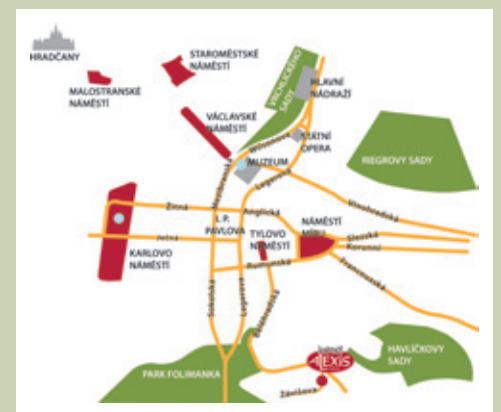 HRADČANY
STAROMĚSTSKÉ
NÁMĚSTÍ
MALOSTRANSKÉ
NÁMĚSTÍ
VRCHLICKÉHO
SADY
HLAVNÍ
NÁDRAŽÍ
VÁCLAVSKÉ
NÁMĚSTÍ
Wilsonova
STÁTNÍ
OPERA
MUZEUM
RIEGROVY SADY
Mezibranská
Legerova
Vinohradská
Žitná
Anglická
I. P.
PAVLOVA
NÁMĚSTÍ
MÍRU
Slezská
Korunní
Ječná
TYLOVO
NÁMĚSTÍ
KARLOVO
NÁMĚSTÍ
Rumunská
Francouzská
Sokolská
Legerova
Bělehradská
ALEXIS
HAVLÍČKOVY
SADY
PARK FOLIMANKA
Závišova